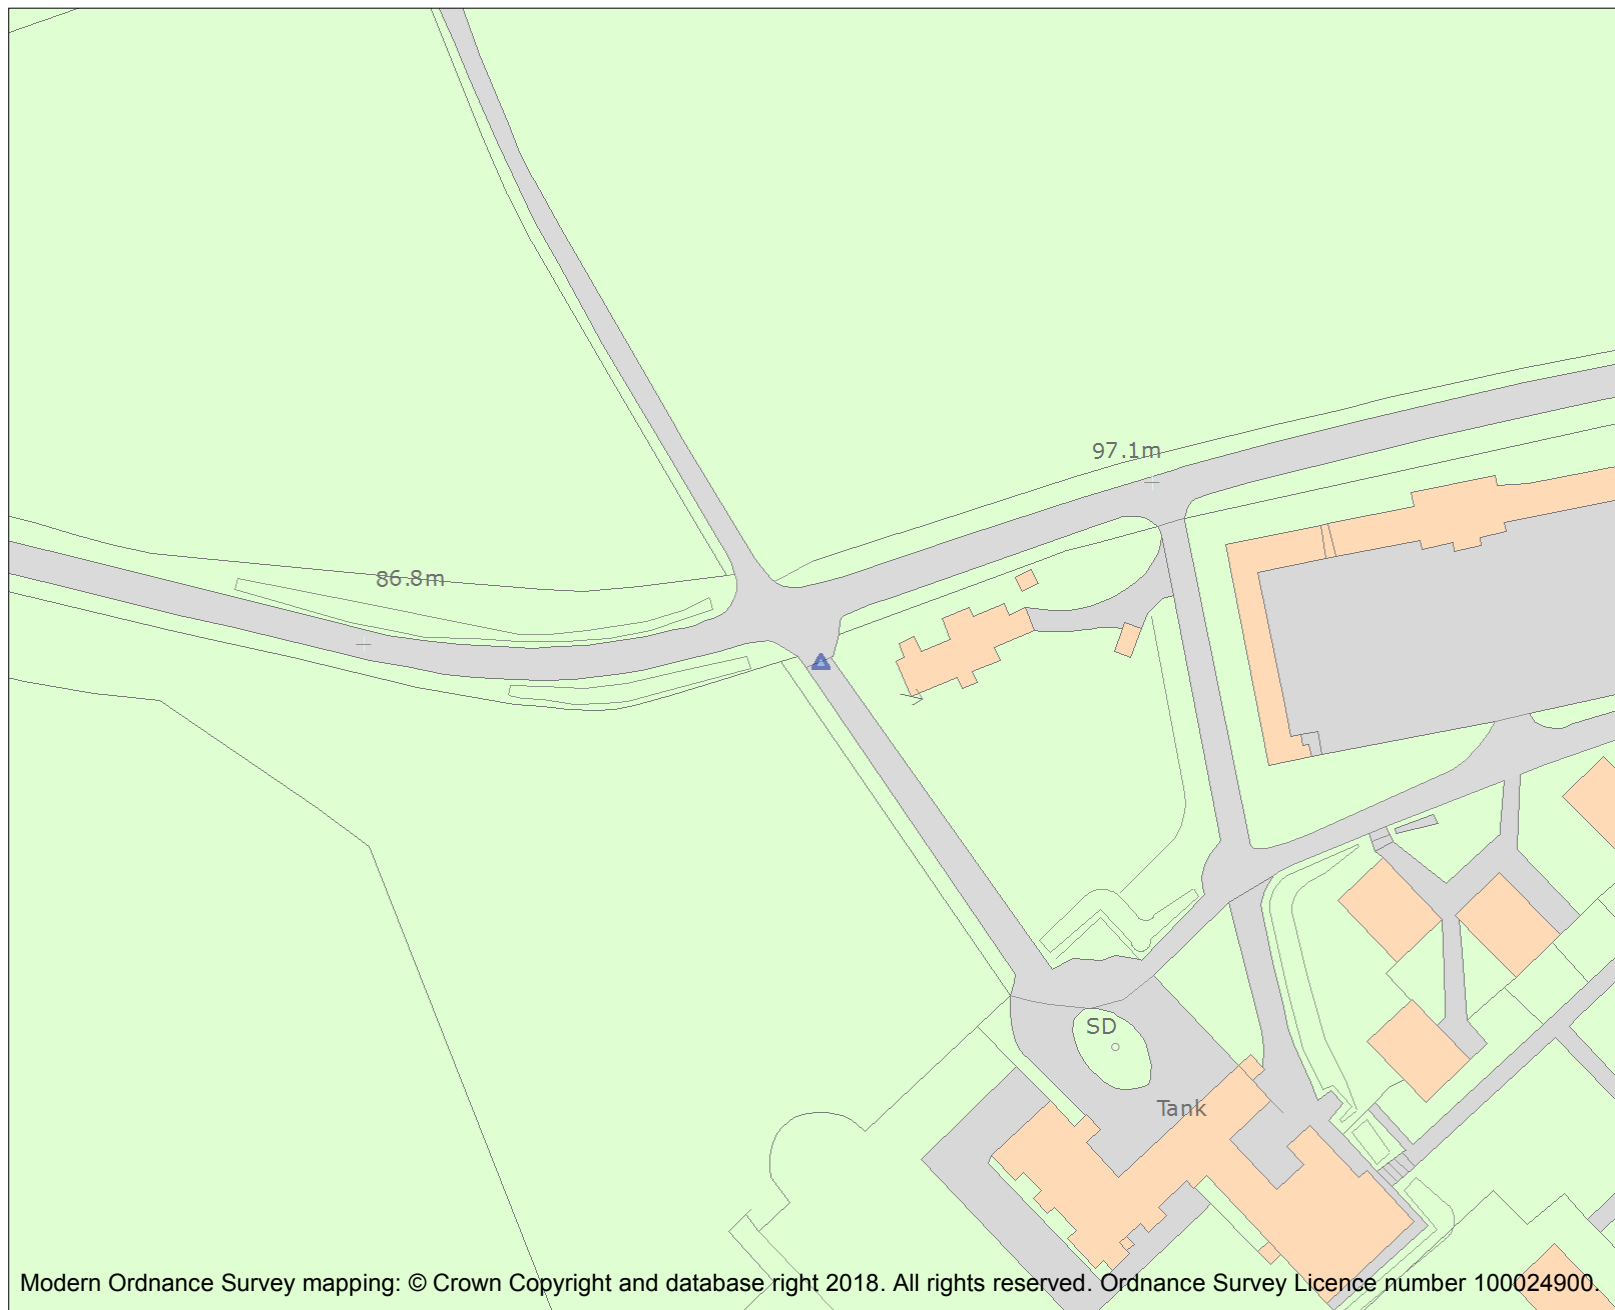 97.1m
86.8m
SD
Tank
Modern Ordnance Survey mapping: © Crown Copyright and database right 2018. All rights reserved. Ordnance Survey Licence number 100024900.